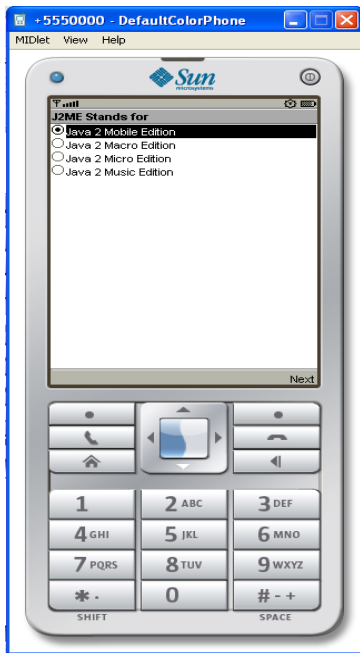 +5550000 - DefaultColorPhone
MIDlet View Help
Sun
microsystems
J2ME Stands for
Java 2 Mobile Edition
Java 2 Macro Edition
Java 2 Micro Edition
Java 2 Music Edition
Next
1 2 ABC 3 DEF
4 GHI 5 JKL 6 MNO
7 PQRS 8 TUV 9 WXYZ
* . 0 # - +
SHIFT SPACE